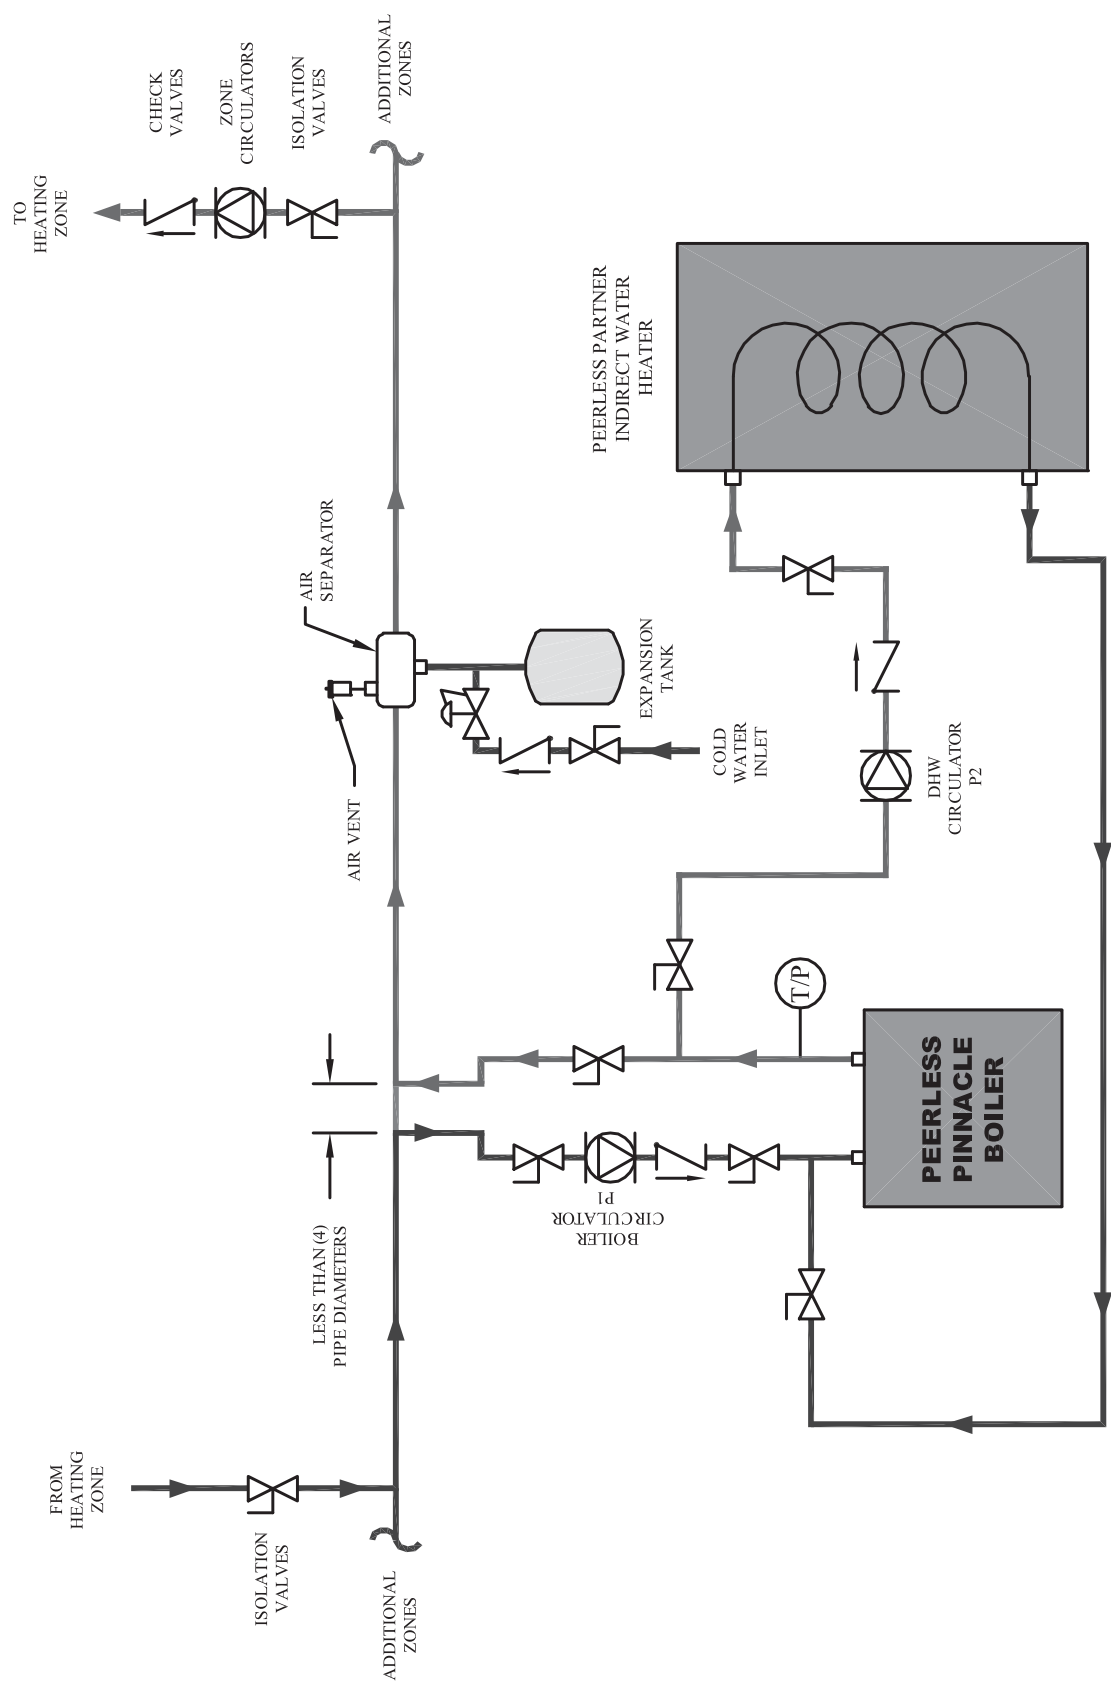 FROM
HEATING
ZONE
ISOLATION
VALVES
ADDITIONAL
ZONES
LESS THAN (4)
PIPE DIAMETERS
BOILER
CIRCULATOR
P1
PEERLESS
PINNACLE
BOILER
T/P
AIR VENT
AIR
SEPARATOR
EXPANSION
TANK
COLD
WATER
INLET
DHW
CIRCULATOR
P2
PEERLESS PARTNER
INDIRECT WATER
HEATER
TO
HEATING
ZONE
CHECK
VALVES
ZONE
CIRCULATORS
ISOLATION
VALVES
ADDITIONAL
ZONES